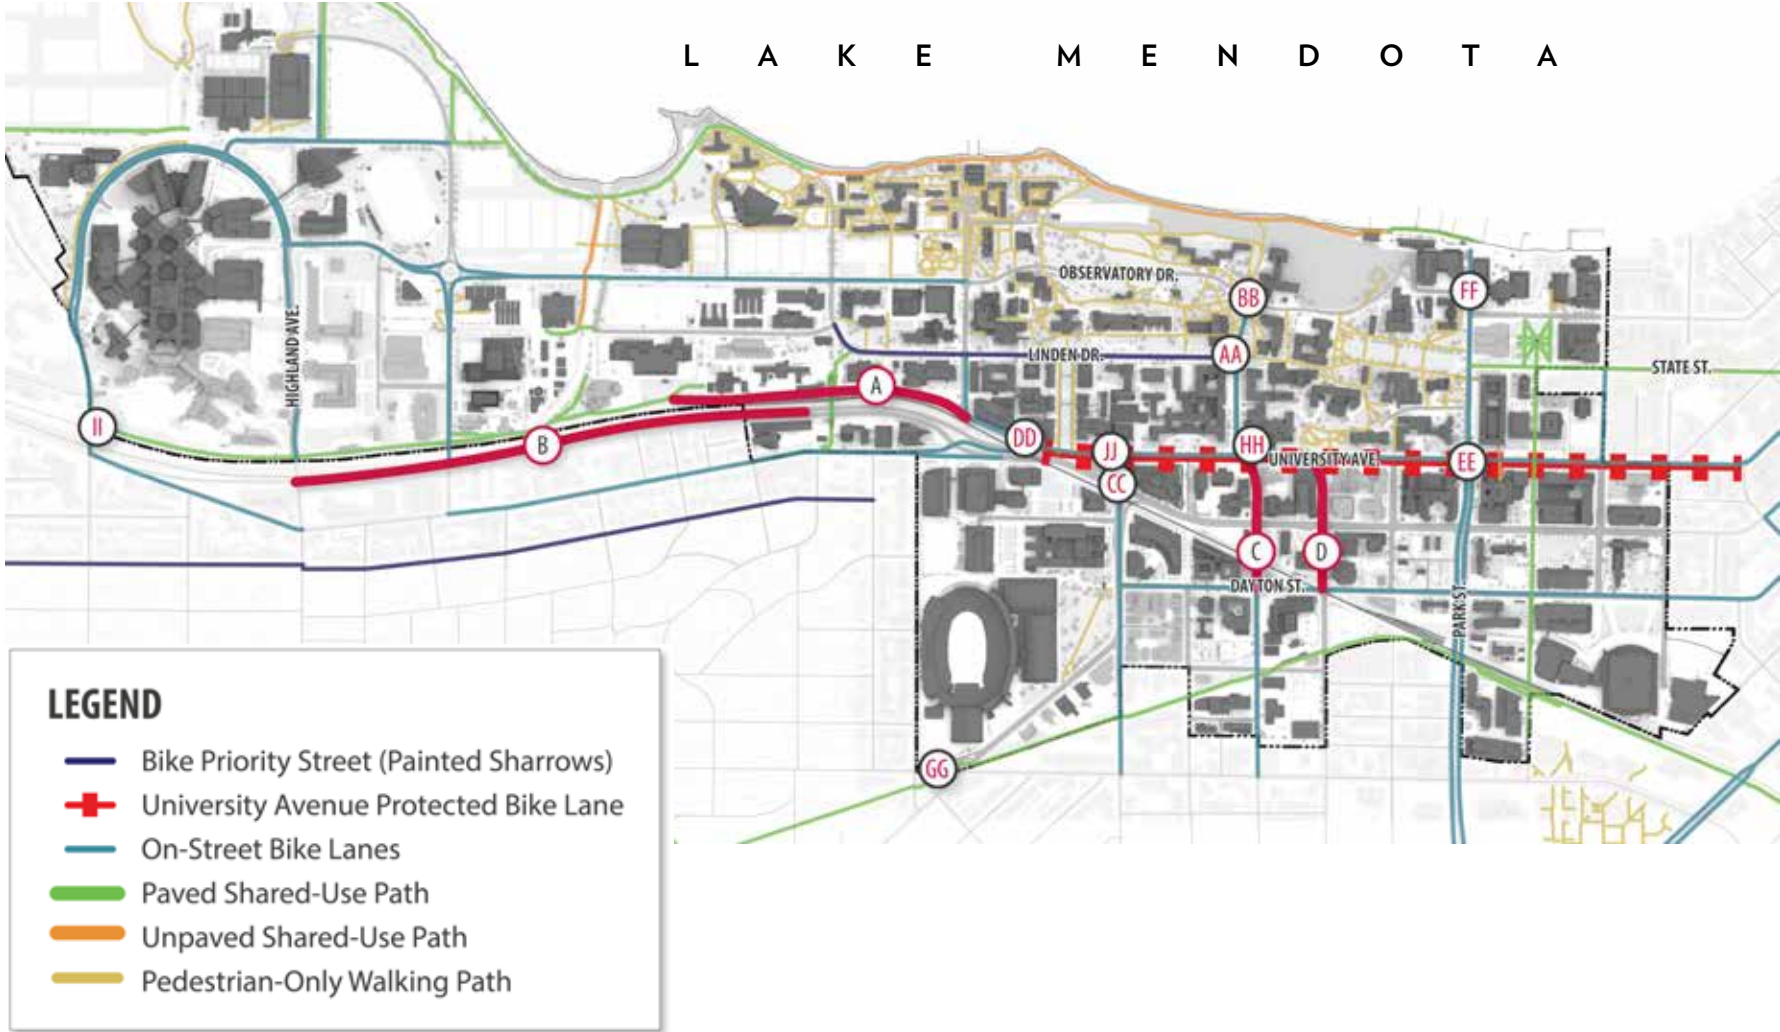 L A K E M E N D O T A
OBSERVATORY DR.
BB
FF
HIGHLAND AVE.
LINDEN DR.
AA
STATE ST.
A
II
B
DD
JJ
HH
UNIVERSITY AVE.
EE
CC
C
D
DAYTON ST.
PARK ST.
GG
LEGEND
Bike Priority Street (Painted Sharrows)
University Avenue Protected Bike Lane
On-Street Bike Lanes
Paved Shared-Use Path
Unpaved Shared-Use Path
Pedestrian-Only Walking Path